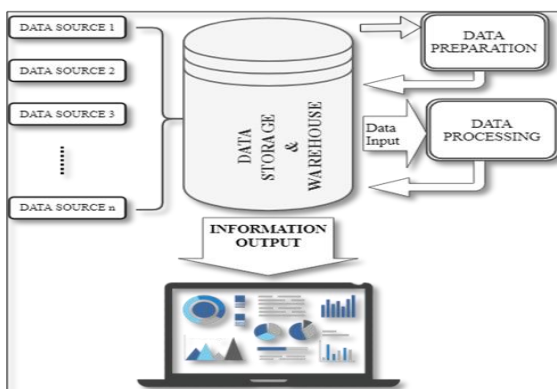 DATA SOURCE 1
DATA SOURCE 2
DATA SOURCE 3
DATA SOURCE n
DATA
STORAGE
&
WAREHOUSE
DATA
PREPARATION
Data
Input
DATA
PROCESSING
INFORMATION
OUTPUT